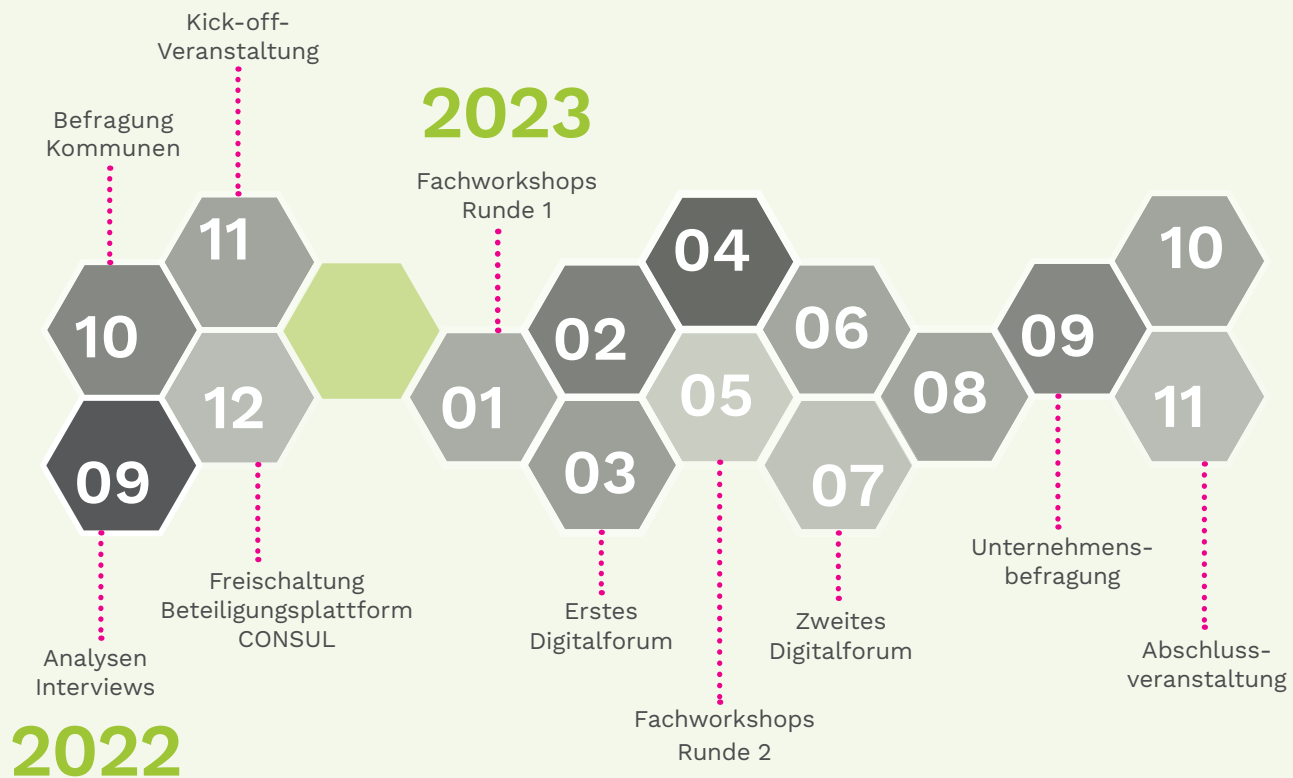 Kick-off-
Veranstaltung
Befragung
Kommunen
2023
Fachworkshops
Runde 1
11
10
12
09
01
02
03
04
05
06
07
08
09
10
11
Freischaltung
Beteiligungsplattform
CONSUL
Analysen
Interviews
2022
Erstes
Digitalforum
Fachworkshops
Runde 2
Zweites
Digitalforum
Unternehmens-
befragung
Abschluss-
veranstaltung